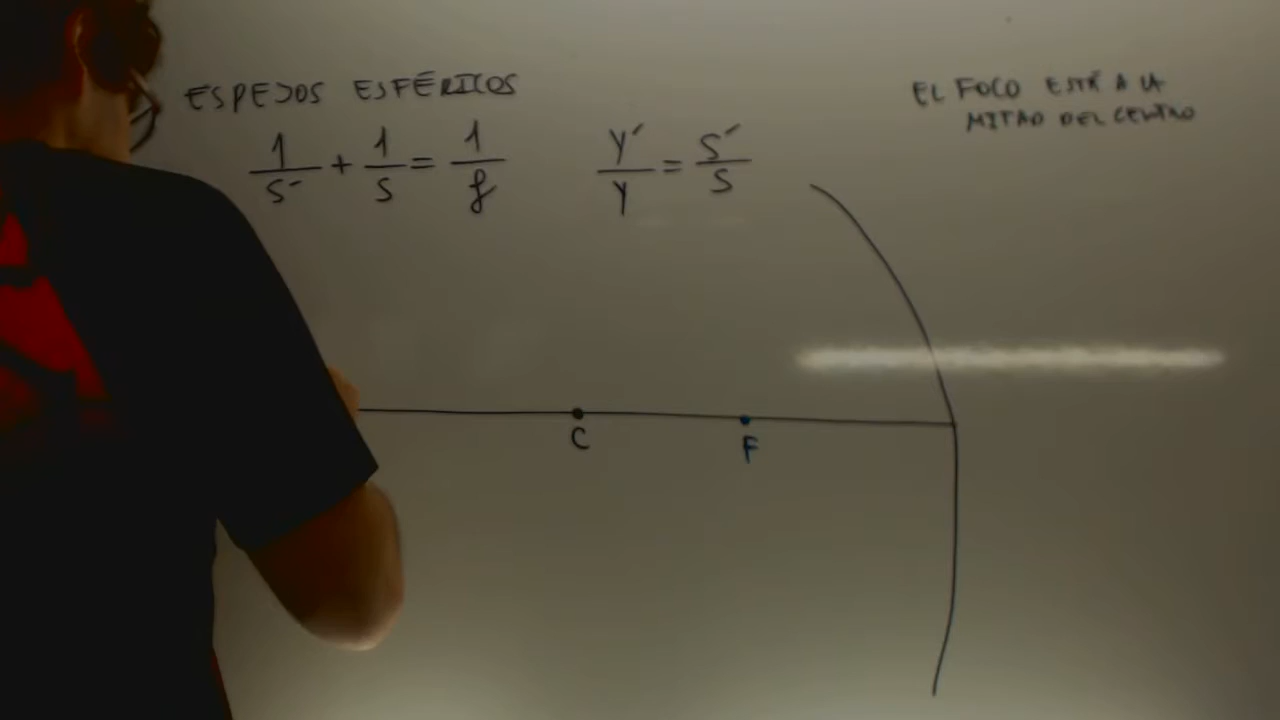 ESPEJOS ESFÉRICOS
1/S´ + 1/S = 1/f
Y´/Y = S´/S
EL FOCO ESTÁ A LA
MITAD DEL CENTRO
C
F